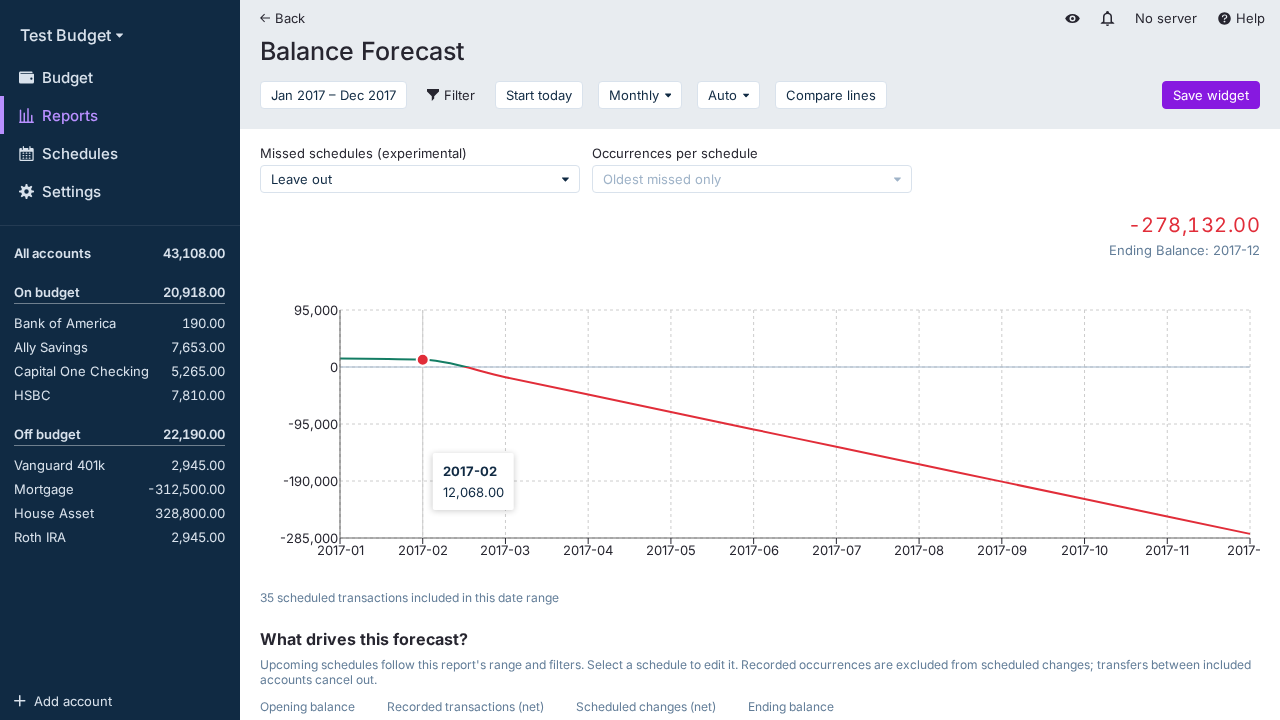 Test Budget
Budget
Reports
Schedules
Settings
All accounts 43,108.00
On budget 20,918.00
Bank of America 190.00
Ally Savings 7,653.00
Capital One Checking 5,265.00
HSBC 7,810.00
Off budget 22,190.00
Vanguard 401k 2,945.00
Mortgage -312,500.00
House Asset 328,800.00
Roth IRA 2,945.00
Add account
Back
No server
Help
Balance Forecast
Jan 2017 – Dec 2017
Filter
Start today
Monthly
Auto
Compare lines
Save widget
Missed schedules (experimental)
Leave out
Occurrences per schedule
Oldest missed only
-278,132.00
Ending Balance: 2017-12
95,000
0
-95,000
-190,000
-285,000
2017-01 2017-02 2017-03 2017-04 2017-05 2017-06 2017-07 2017-08 2017-09 2017-10 2017-11 2017-
2017-02
12,068.00
35 scheduled transactions included in this date range
What drives this forecast?
Upcoming schedules follow this report's range and filters. Select a schedule to edit it. Recorded occurrences are excluded from scheduled changes; transfers between included
accounts cancel out.
Opening balance Recorded transactions (net) Scheduled changes (net) Ending balance